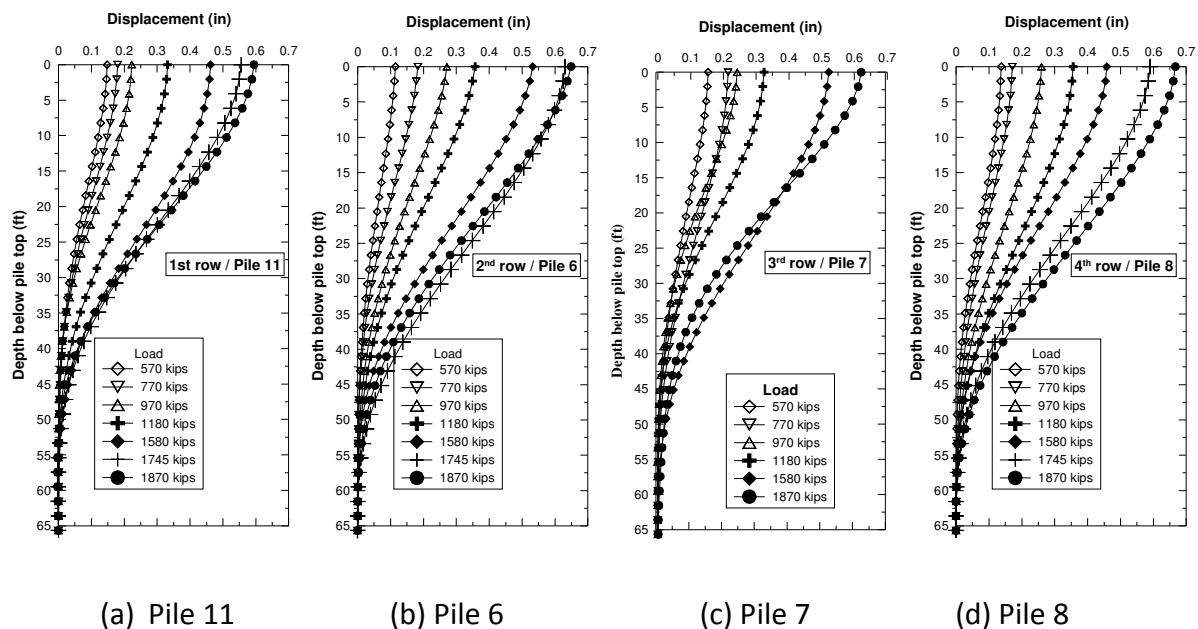 Displacement (in)
0 0.1 0.2 0.3 0.4 0.5 0.6 0.7
Depth below pile top (ft)
0
5
10
15
20
25
30
35
40
45
50
55
60
65
1st row / Pile 11
Load
570 kips
770 kips
970 kips
1180 kips
1580 kips
1745 kips
1870 kips
(a) Pile 11
Displacement (in)
0 0.1 0.2 0.3 0.4 0.5 0.6 0.7
Depth below pile top (ft)
0
5
10
15
20
25
30
35
40
45
50
55
60
65
2nd row / Pile 6
Load
570 kips
770 kips
970 kips
1180 kips
1580 kips
1745 kips
1870 kips
(b) Pile 6
Displacement (in)
0 0.1 0.2 0.3 0.4 0.5 0.6 0.7
Depth below pile top (ft)
0
5
10
15
20
25
30
35
40
45
50
55
60
65
3rd row / Pile 7
Load
570 kips
770 kips
970 kips
1180 kips
1580 kips
1870 kips
(c) Pile 7
Displacement (in)
0 0.1 0.2 0.3 0.4 0.5 0.6 0.7
Depth below pile top (ft)
0
5
10
15
20
25
30
35
40
45
50
55
60
65
4th row / Pile 8
Load
570 kips
770 kips
970 kips
1180 kips
1580 kips
1745 kips
1870 kips
(d) Pile 8